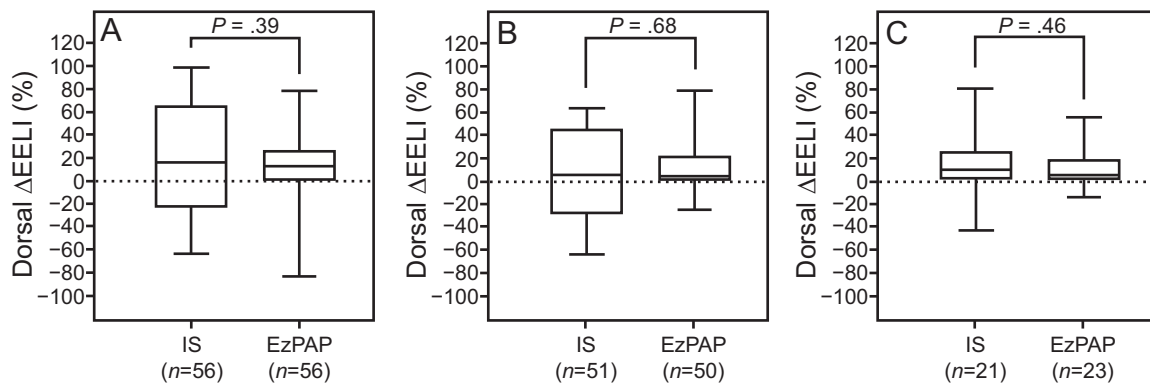 A
P = .39
Dorsal ΔEELI (%)
120
100
80
60
40
20
0
−20
−40
−60
−80
−100
IS
(n=56)
EzPAP
(n=56)
B
P = .68
Dorsal ΔEELI (%)
120
100
80
60
40
20
0
−20
−40
−60
−80
−100
IS
(n=51)
EzPAP
(n=50)
C
P = .46
Dorsal ΔEELI (%)
120
100
80
60
40
20
0
−20
−40
−60
−80
−100
IS
(n=21)
EzPAP
(n=23)